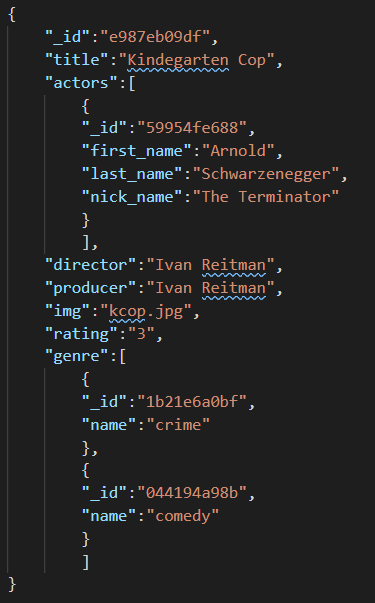 {
    "_id":"e987eb09df",
    "title":"Kindegarten Cop",
    "actors":[
        {
        "_id":"59954fe688",
        "first_name":"Arnold",
        "last_name":"Schwarzenegger",
        "nick_name":"The Terminator"
        }
        ],
    "director":"Ivan Reitman",
    "producer":"Ivan Reitman",
    "img":"kcop.jpg",
    "rating":"3",
    "genre":[
        {
        "_id":"1b21e6a0bf",
        "name":"crime"
        },
        {
        "_id":"044194a98b",
        "name":"comedy"
        }
        ]
}